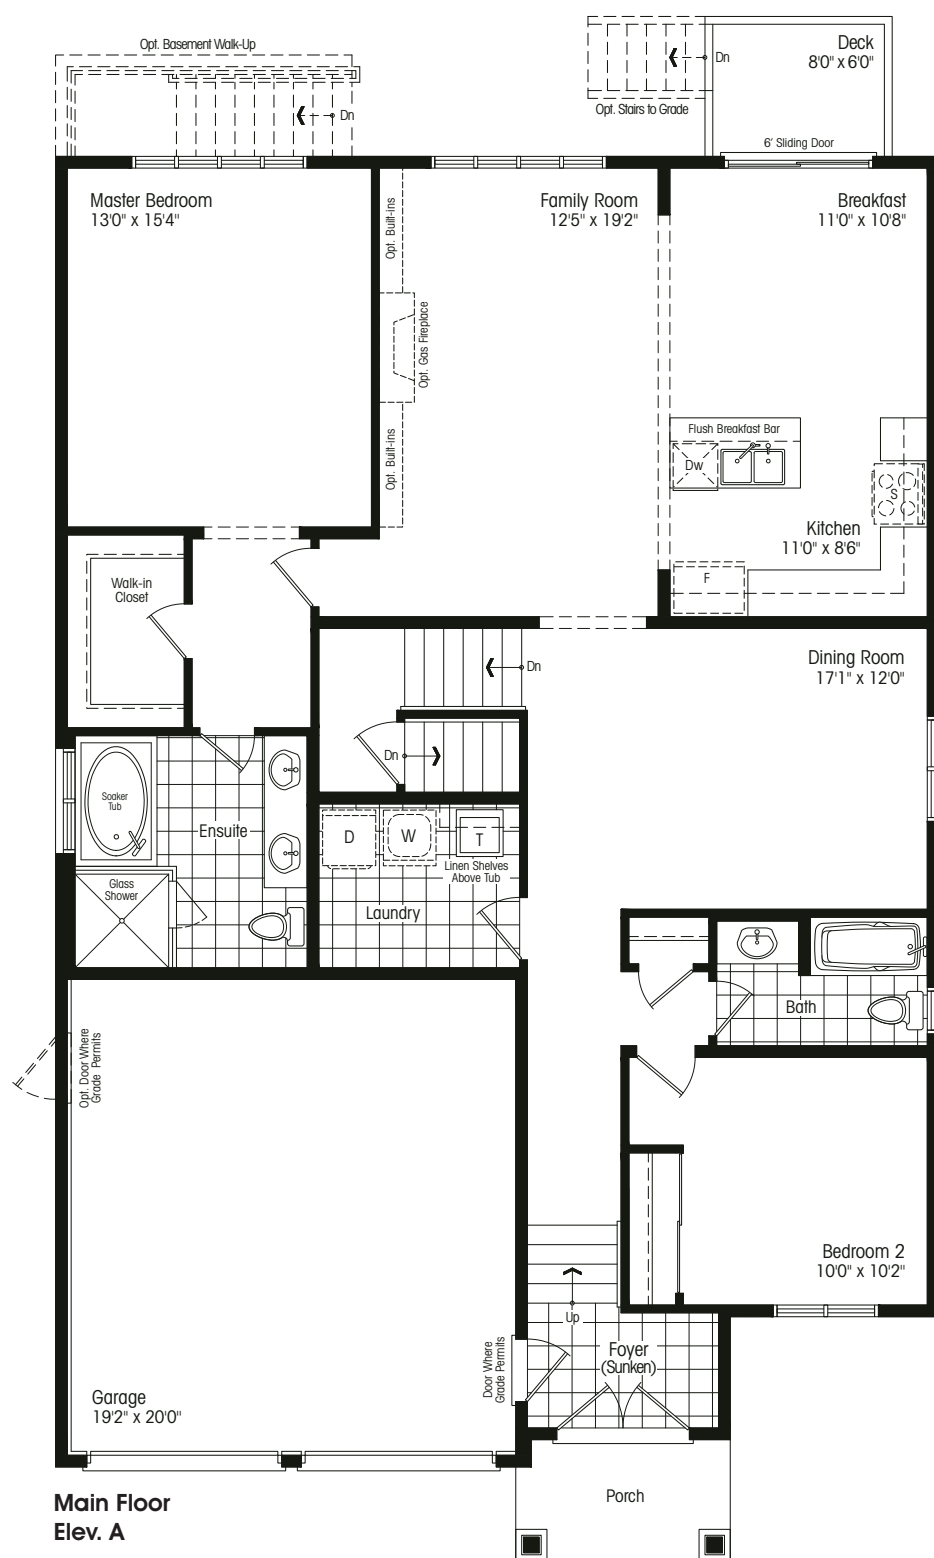 Opt. Basement Walk-Up
Dn
Deck
8'0" x 6'0"
Dn
Opt. Stairs to Grade
6' Sliding Door
Master Bedroom
13'0" x 15'4"
Opt. Built-ins
Family Room
12'5" x 19'2"
Breakfast
11'0" x 10'8"
Opt. Gas Fireplace
Opt. Built-ins
Flush Breakfast Bar
Dw
S
Kitchen
11'0" x 8'6"
F
Walk-in
Closet
Dn
Dining Room
17'1" x 12'0"
Dn
Soaker
Tub
Ensuite
D
W
T
Linen Shelves
Above Tub
Glass
Shower
Laundry
Bath
Opt. Door Where
Grade Permits
Bedroom 2
10'0" x 10'2"
Up
Foyer
(Sunken)
Door Where
Grade Permits
Garage
19'2" x 20'0"
Porch
Main Floor
Elev. A